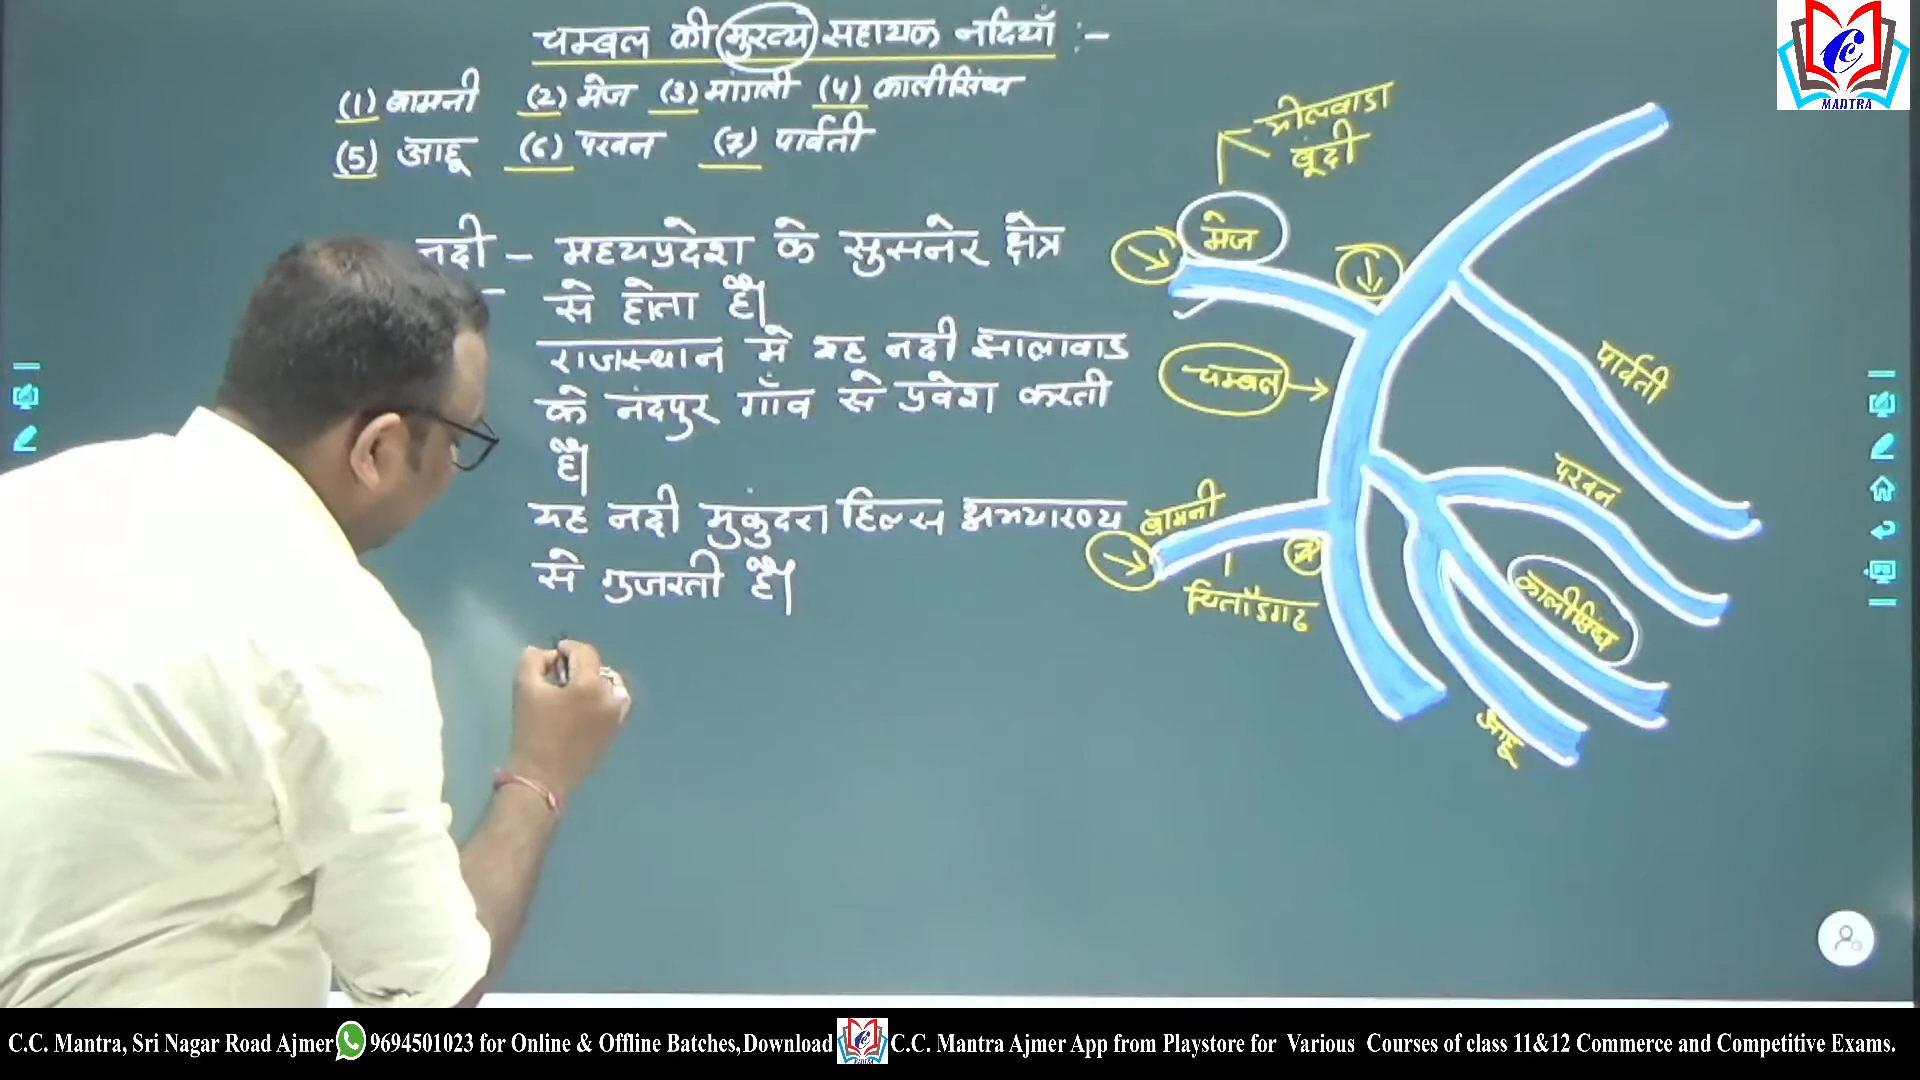 चम्बल की मुख्य सहायक नदियाँ :-
(1) बामनी (2) मेज (3) मांगली (4) कालीसिंध
(5) आहू (6) परवन (7) पार्वती
नदी - मध्यप्रदेश के सुसनेर क्षेत्र
से होता है।
राजस्थान मे यह नदी झालावाड
के नंदपुर गाँव से प्रवेश करती
है।
यह नदी मुकुंदरा हिल्स अभयारण्य
से गुजरती है।
भीलवाडा
बूंदी
मेज
चम्बल
पार्वती
बामनी
परवन
चितौडगढ
कालीसिंध
आहू
MANTRA
C.C. Mantra, Sri Nagar Road Ajmer 9694501023 for Online & Offline Batches, Download C.C. Mantra Ajmer App from Playstore for Various Courses of class 11&12 Commerce and Competitive Exams.